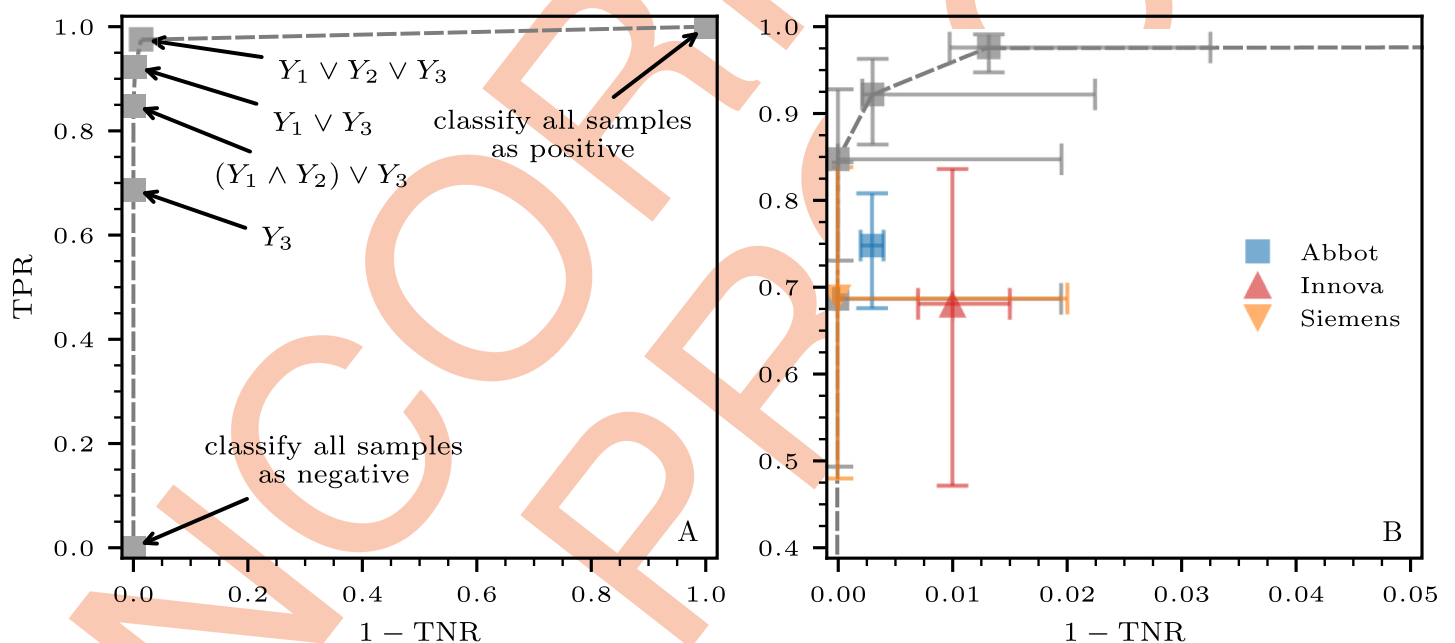 1.0
0.8
0.6
0.4
0.2
0.0
TPR
Y₁ ∨ Y₂ ∨ Y₃
Y₁ ∨ Y₃
(Y₁ ∧ Y₂) ∨ Y₃
Y₃
classify all samples
as positive
classify all samples
as negative
A
0.0 0.2 0.4 0.6 0.8 1.0
1 − TNR
1.0
0.9
0.8
0.7
0.6
0.5
0.4
Abbot
Innova
Siemens
B
0.00 0.01 0.02 0.03 0.04 0.05
1 − TNR